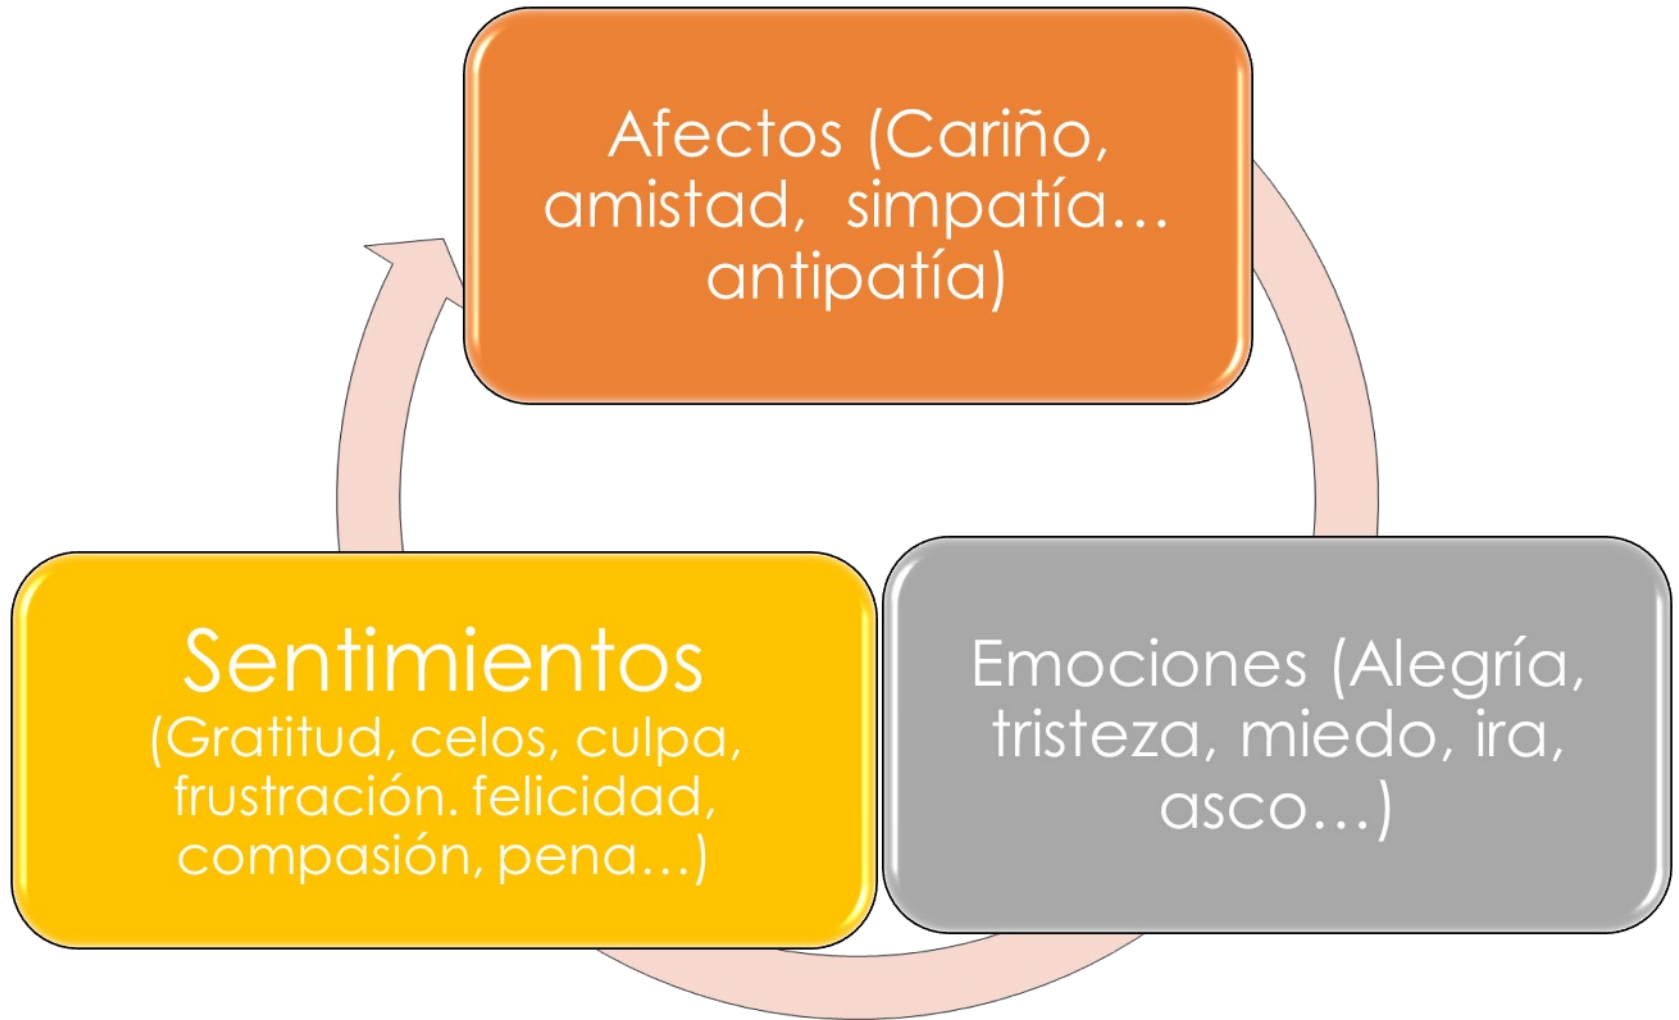 Afectos (Cariño,
amistad, simpatía...
antipatía)
Sentimientos
(Gratitud, celos, culpa,
frustración. felicidad,
compasión, pena...)
Emociones (Alegría,
tristeza, miedo, ira,
asco...)